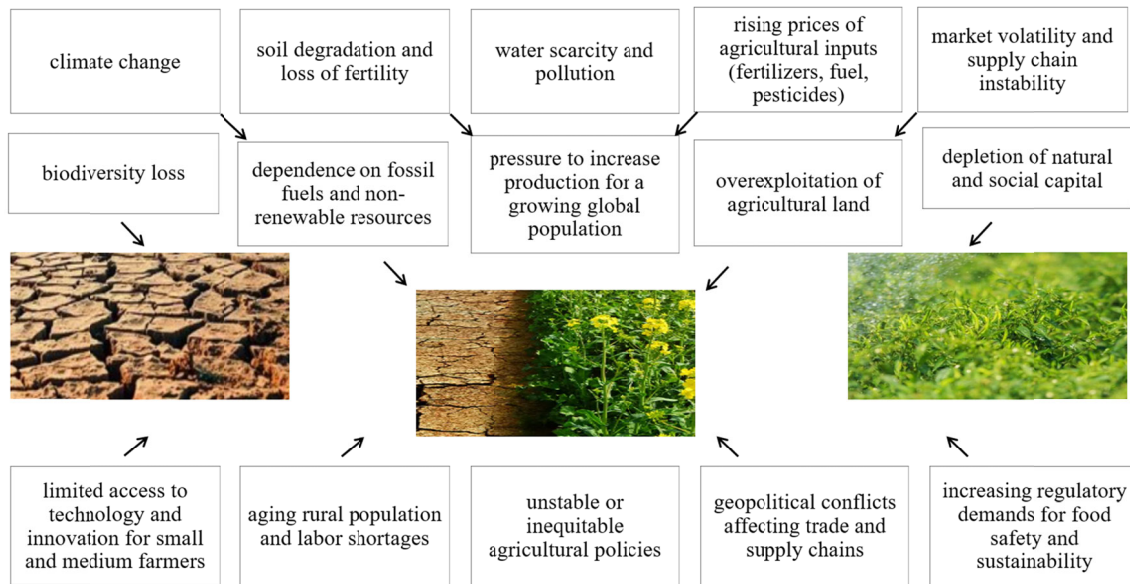 climate change
soil degradation and
loss of fertility
water scarcity and
pollution
rising prices of
agricultural inputs
(fertilizers, fuel,
pesticides)
market volatility and
supply chain
instability
biodiversity loss
dependence on fossil
fuels and non-
renewable resources
pressure to increase
production for a
growing global
population
overexploitation of
agricultural land
depletion of natural
and social capital
limited access to
technology and
innovation for small
and medium farmers
aging rural population
and labor shortages
unstable or
inequitable
agricultural policies
geopolitical conflicts
affecting trade and
supply chains
increasing regulatory
demands for food
safety and
sustainability